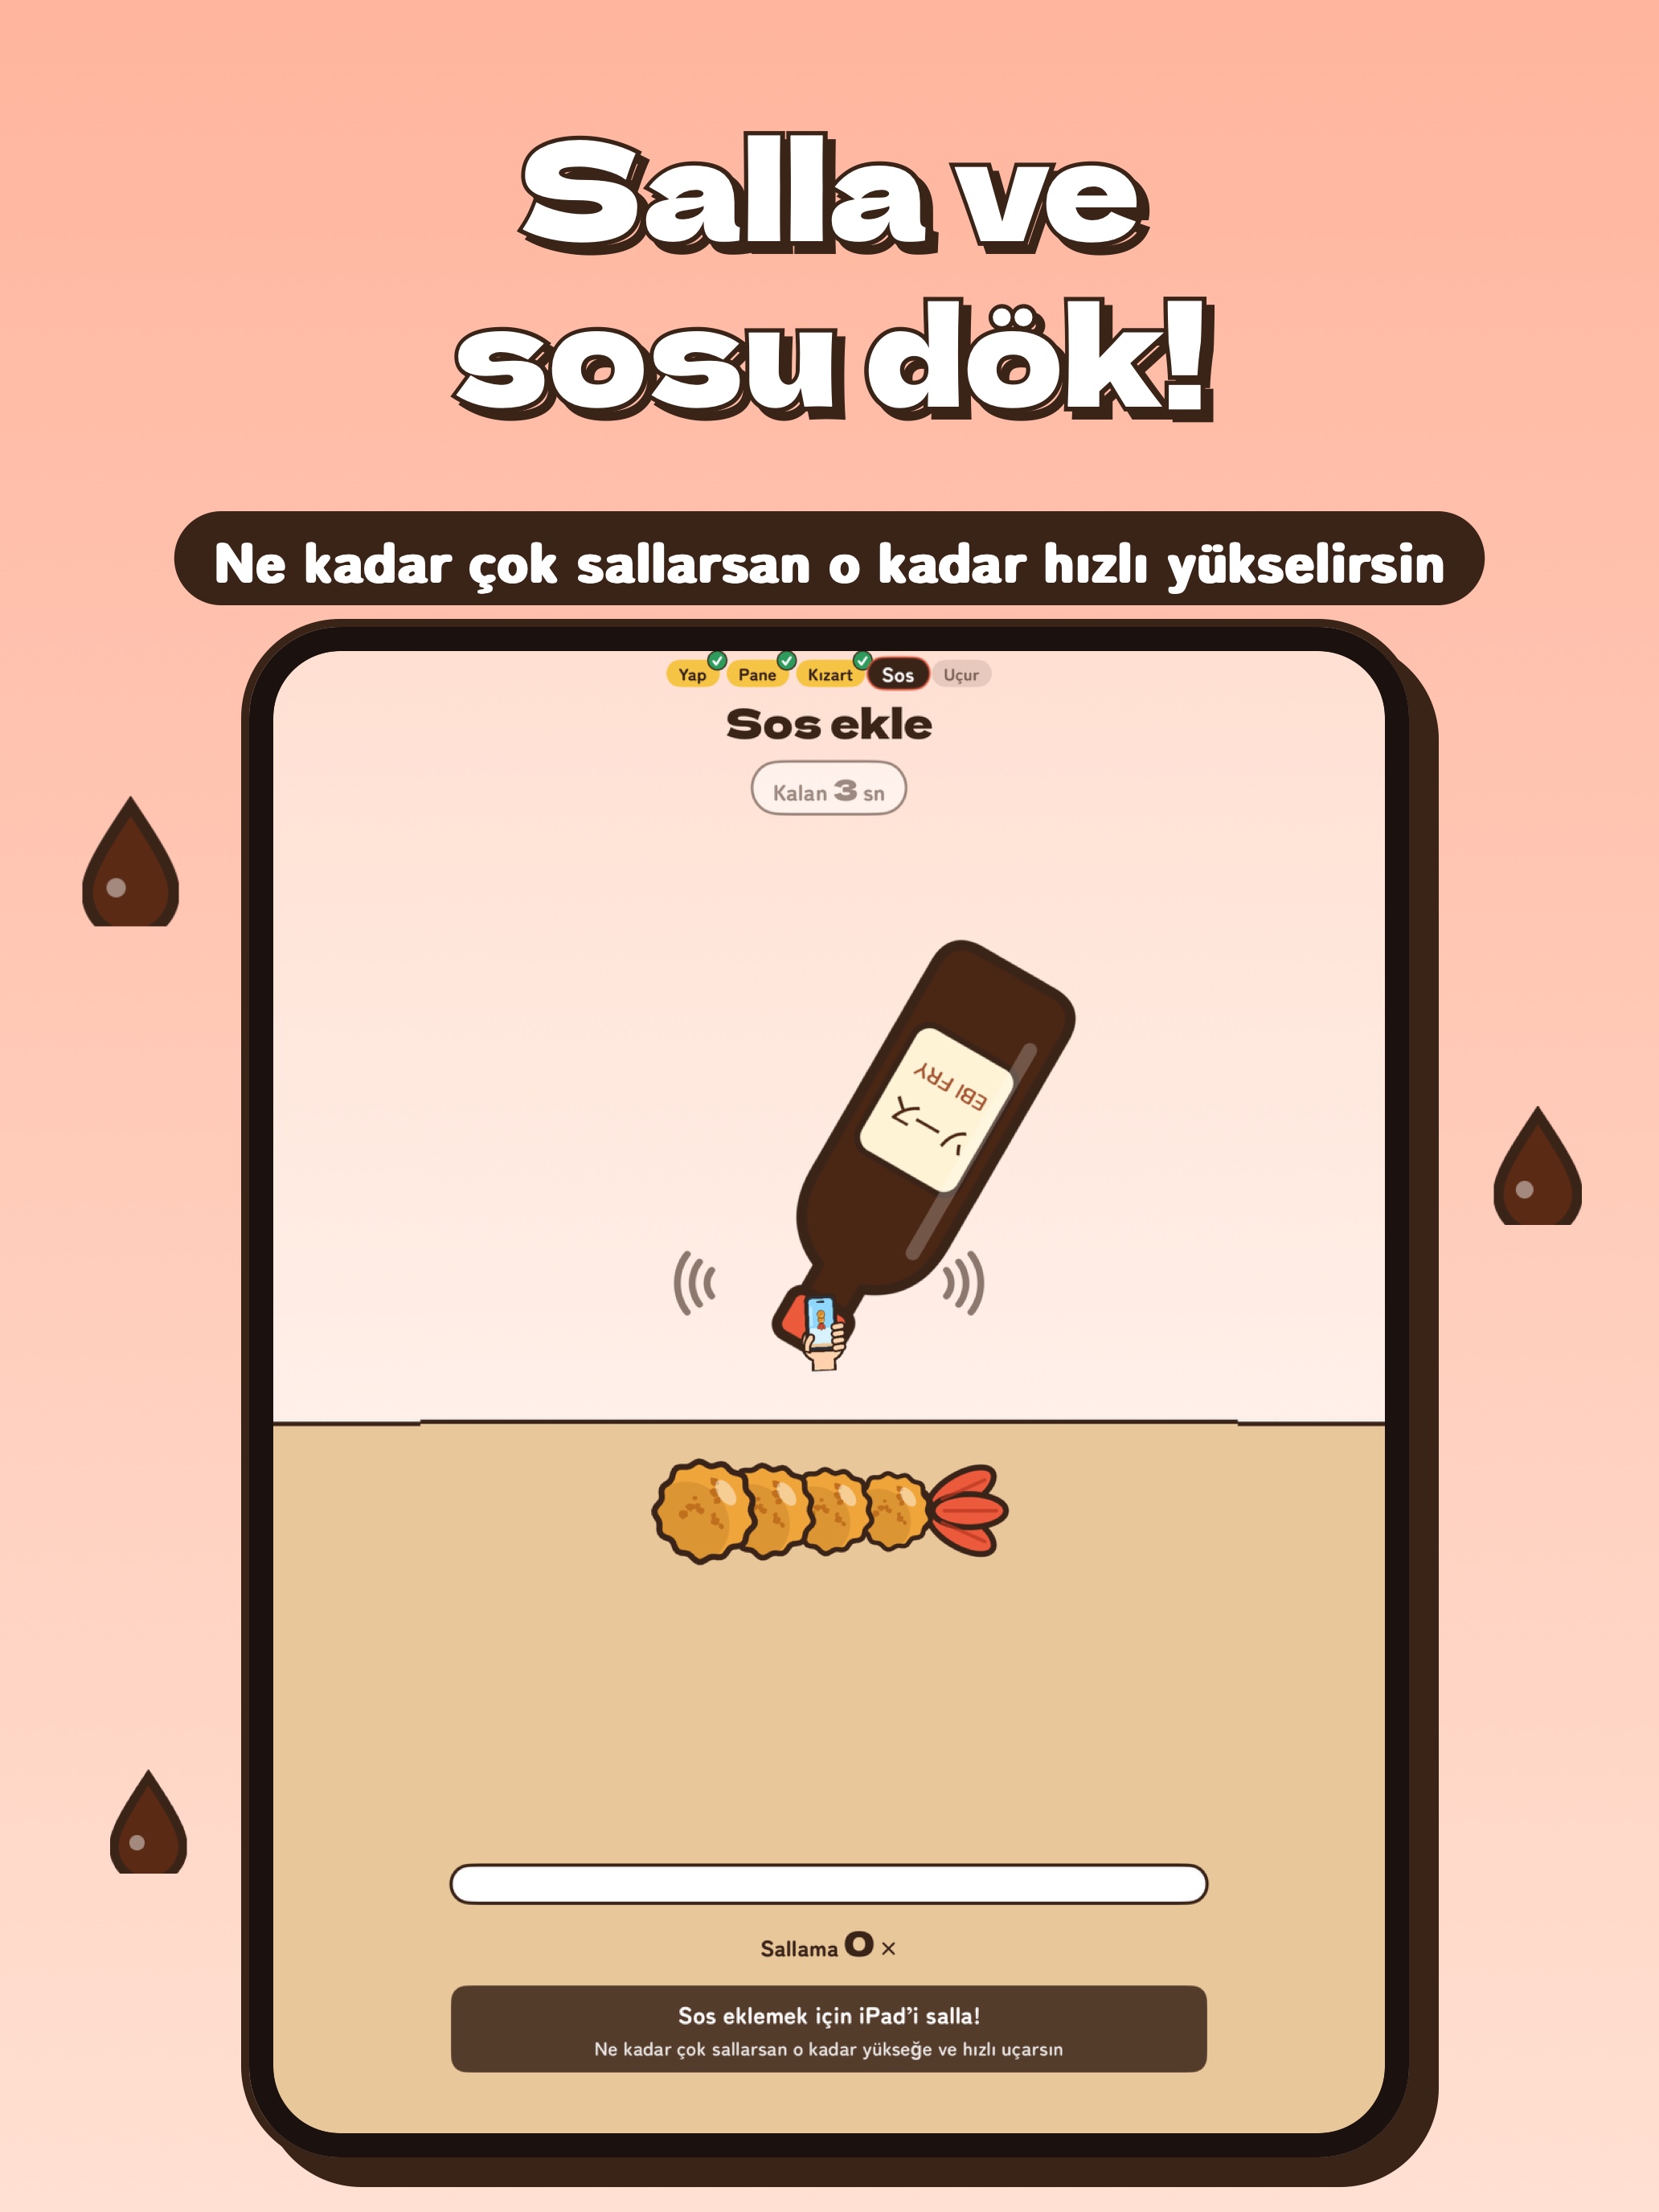 Salla ve
sosu dök!
Ne kadar çok sallarsan o kadar hızlı yükselirsin
Yap Pane Kızart Sos Uçur
Sos ekle
Kalan 3 sn
ソース
EBI FRY
Sallama 0 ×
Sos eklemek için iPad’i salla!
Ne kadar çok sallarsan o kadar yükseğe ve hızlı uçarsın